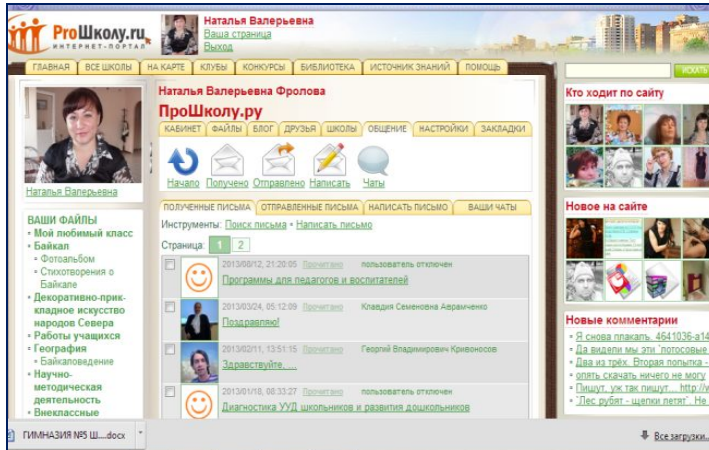 ProШколу.ru
ИНТЕРНЕТ-ПОРТАЛ
Наталья Валерьевна
Ваша страница
Выход
ГЛАВНАЯ ВСЕ ШКОЛЫ НА КАРТЕ КЛУБЫ КОНКУРСЫ БИБЛИОТЕКА ИСТОЧНИК ЗНАНИЙ ПОМОЩЬ
Наталья Валерьевна
ВАШИ ФАЙЛЫ
Мой любимый класс
Байкал
Фотоальбом
Стихотворения о
Байкале
Декоративно-прик-
кладное искусство
народов Севера
Работы учащихся
География
Байкаловедение
Научно-
методическая
деятельность
Внеклассные
Наталья Валерьевна Фролова
ПроШколу.ру
КАБИНЕТ ФАЙЛЫ БЛОГ ДРУЗЬЯ ШКОЛЫ ОБЩЕНИЕ НАСТРОЙКИ ЗАКЛАДКИ
Начало Получено Отправлено Написать Чаты
ПОЛУЧЕННЫЕ ПИСЬМА ОТПРАВЛЕННЫЕ ПИСЬМА НАПИСАТЬ ПИСЬМО ВАШИ ЧАТЫ
Инструменты: Поиск письма • Написать письмо
Страница: 1 2
2013/08/12, 21:20:05 Прочитано пользователь отключен
Программы для педагогов и воспитателей
2013/03/24, 05:12:09 Прочитано Клавдия Семеновна Аврамченко
Поздравляю!
2013/02/11, 13:51:15 Прочитано Георгий Владимирович Кривоносов
Здравствуйте, ...
2013/01/18, 08:33:27 Прочитано пользователь отключен
Диагностика УУД школьников и развития дошкольников
ИСКАТЬ
Кто ходит по сайту
Новое на сайте
Новые комментарии
Я снова плакать. 4641036-a14
Да видели мы эти "логосовые
Два из трёх. Вторая попытка -
опять скачать ничего не могу
Пишут, уж так пишут... http://w
"Лес рубят - щепки летят". Не
ГИМНАЗИЯ №5 Ш....docx
Все загрузки...